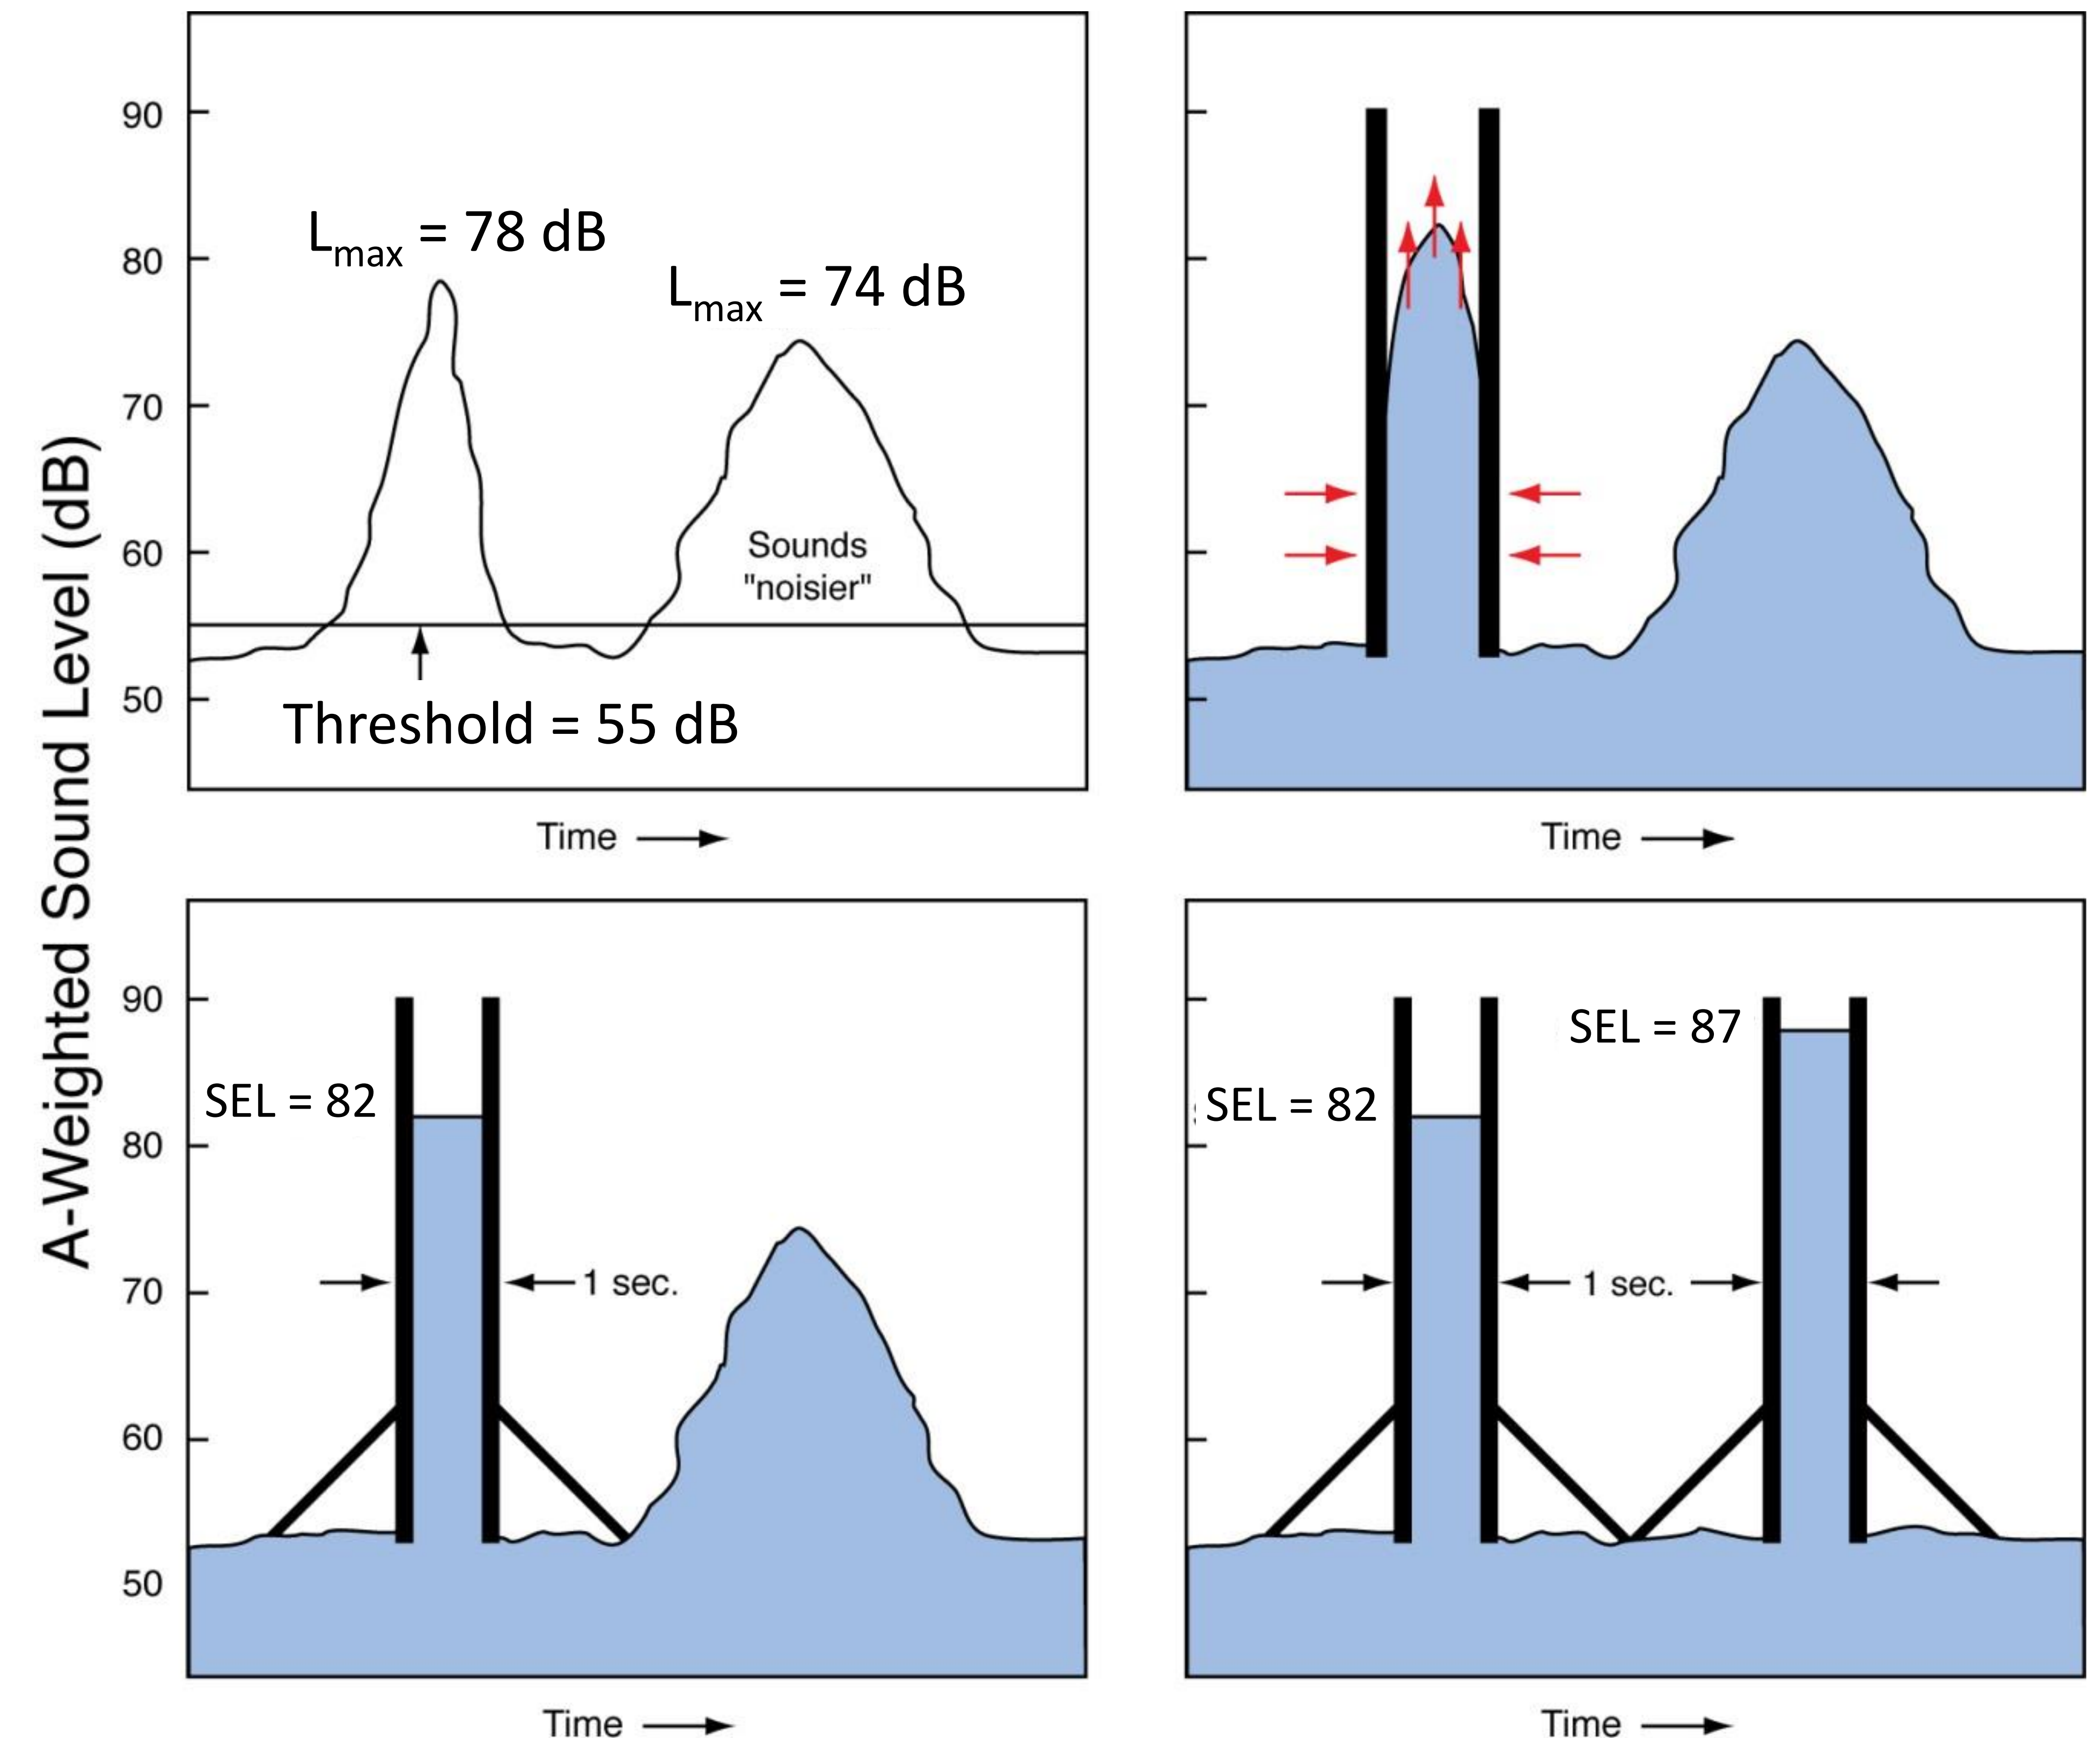 A-Weighted Sound Level (dB)
90
80
70
60
50
Lmax = 78 dB
Lmax = 74 dB
Sounds
"noisier"
Threshold = 55 dB
Time
Time
90
80
70
60
50
SEL = 82
1 sec.
Time
SEL = 87
SEL = 82
1 sec.
Time